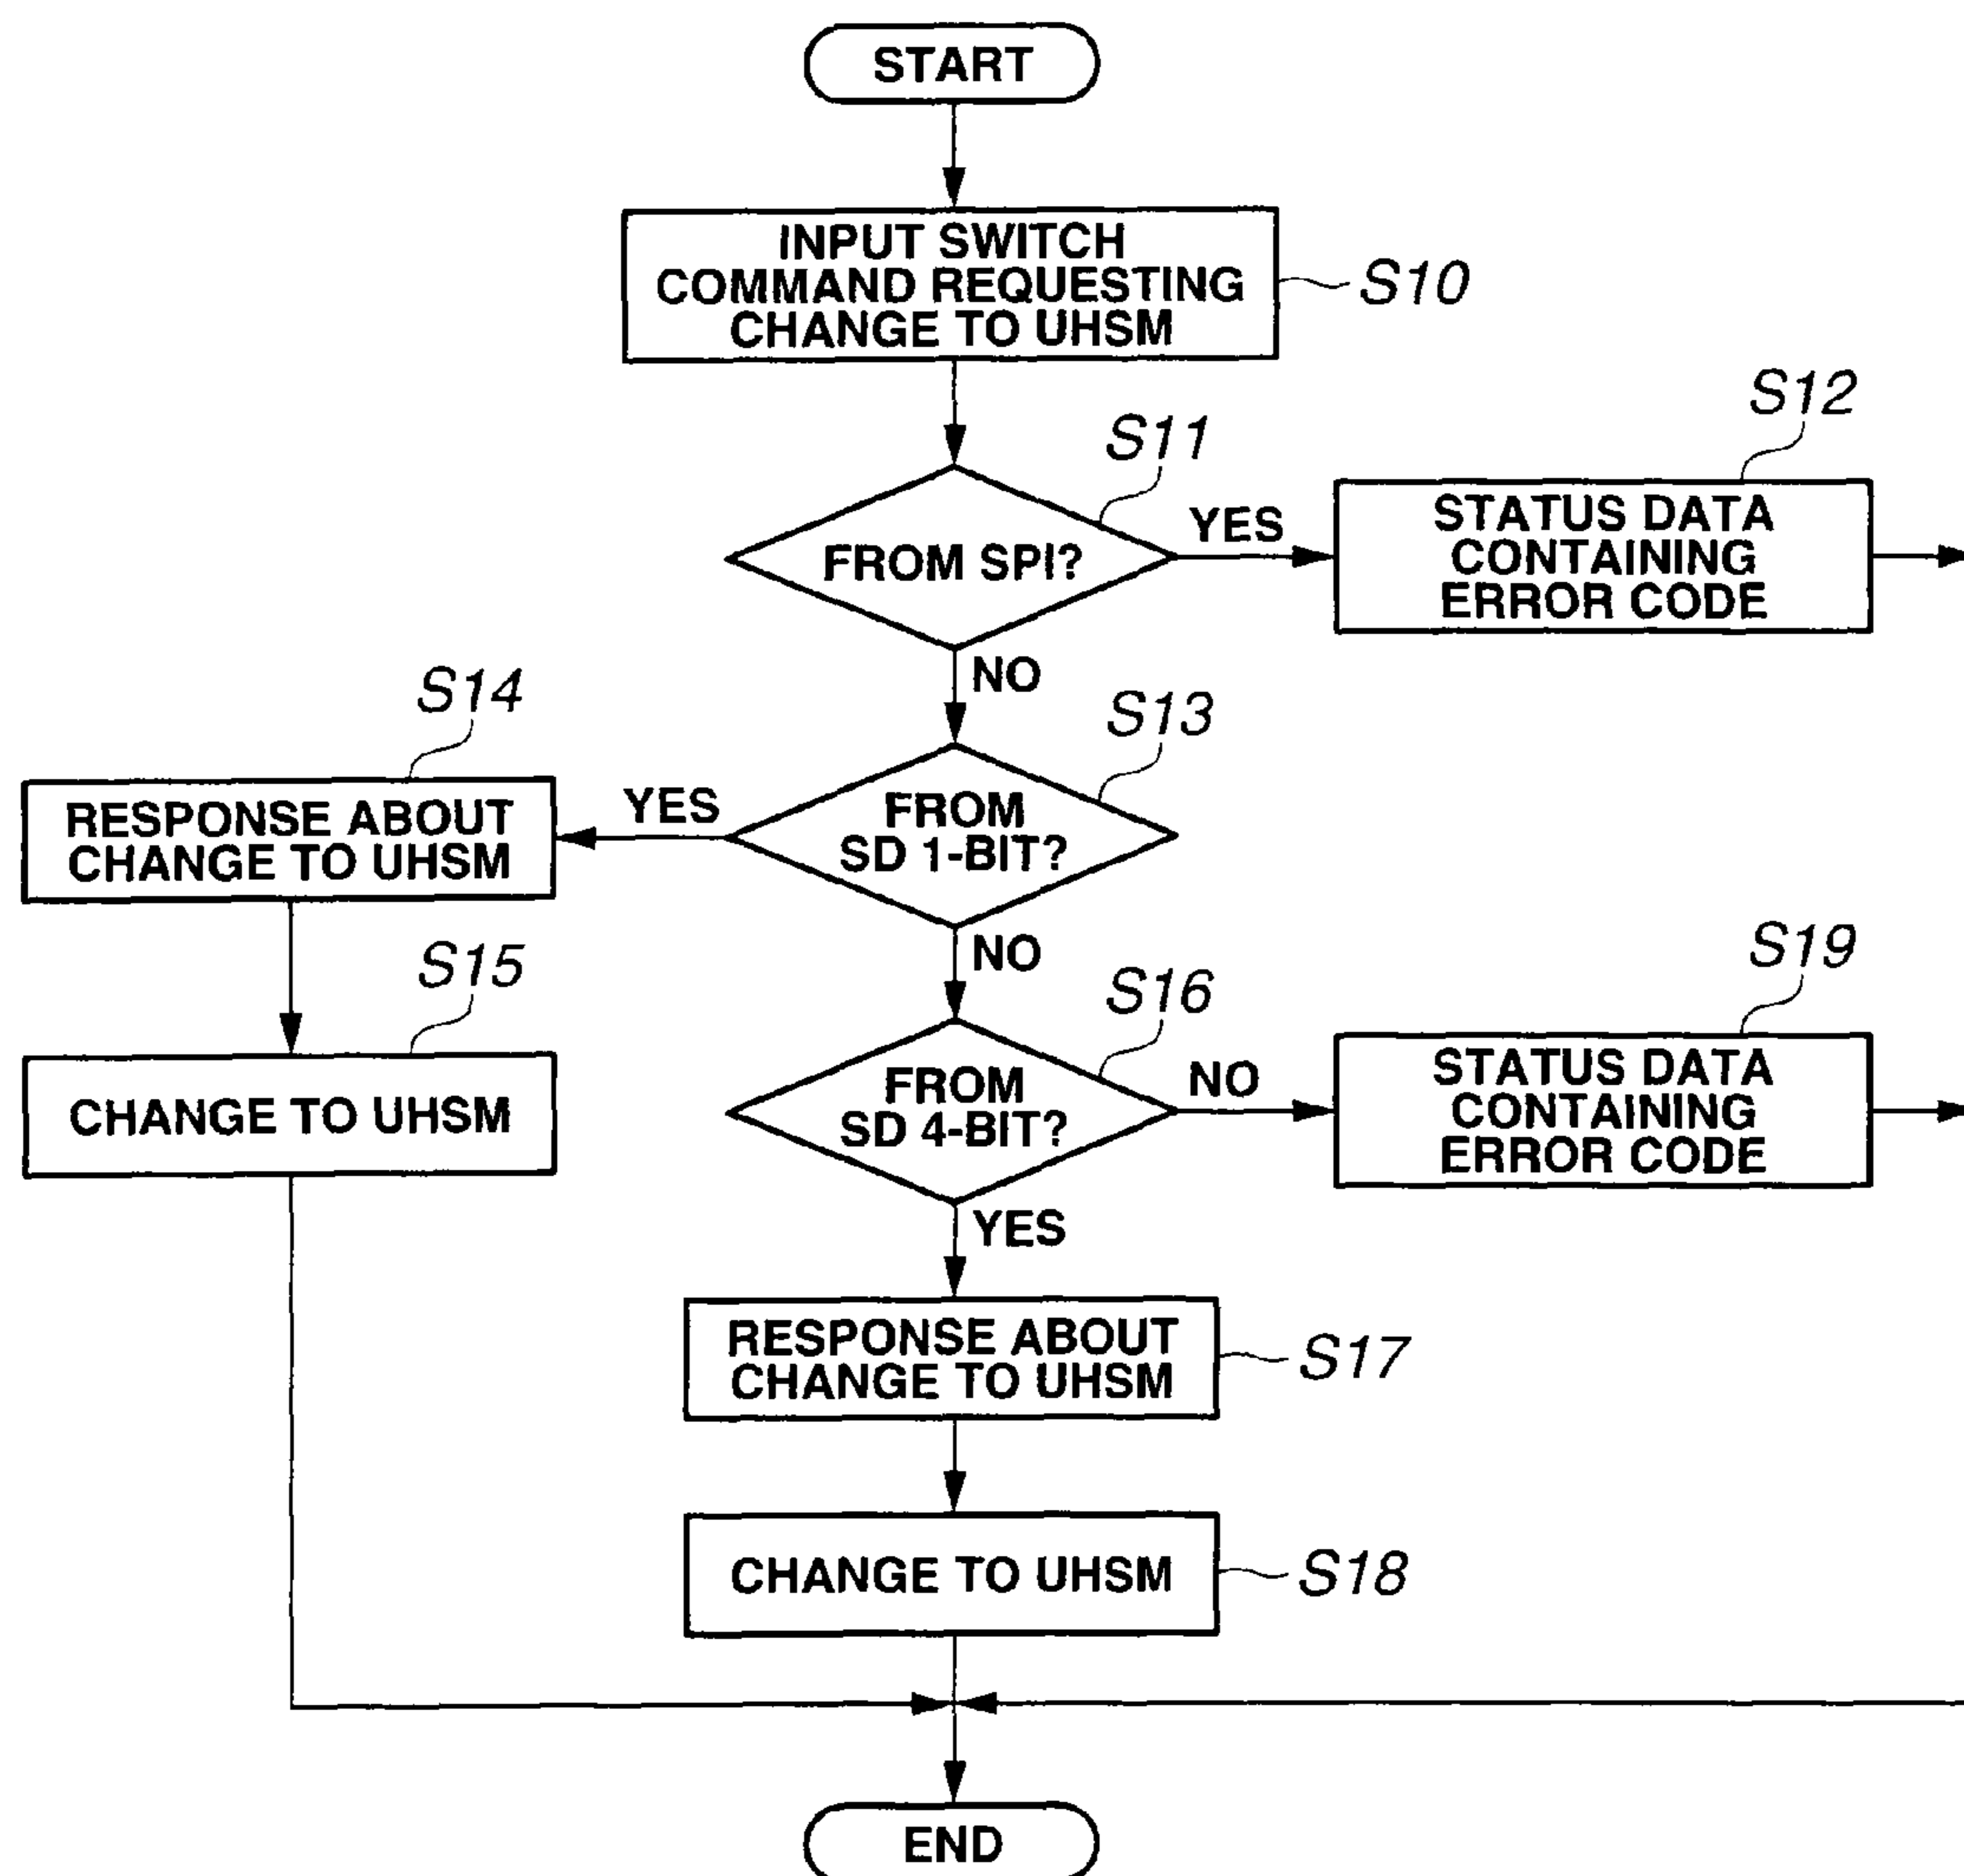 START
INPUT SWITCH
COMMAND REQUESTING
CHANGE TO UHSM
S10
S11
FROM SPI?
YES
NO
S12
STATUS DATA
CONTAINING
ERROR CODE
S13
FROM
SD 1-BIT?
YES
NO
S14
RESPONSE ABOUT
CHANGE TO UHSM
S15
CHANGE TO UHSM
S16
FROM
SD 4-BIT?
NO
YES
S19
STATUS DATA
CONTAINING
ERROR CODE
RESPONSE ABOUT
CHANGE TO UHSM
S17
CHANGE TO UHSM
S18
END